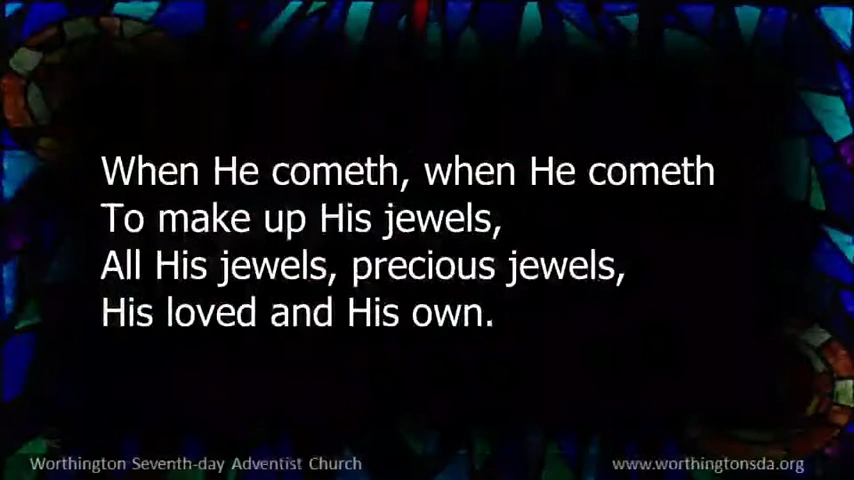 When He cometh, when He cometh
To make up His jewels,
All His jewels, precious jewels,
His loved and His own.
Worthington Seventh-day Adventist Church
www.worthingtonsda.org